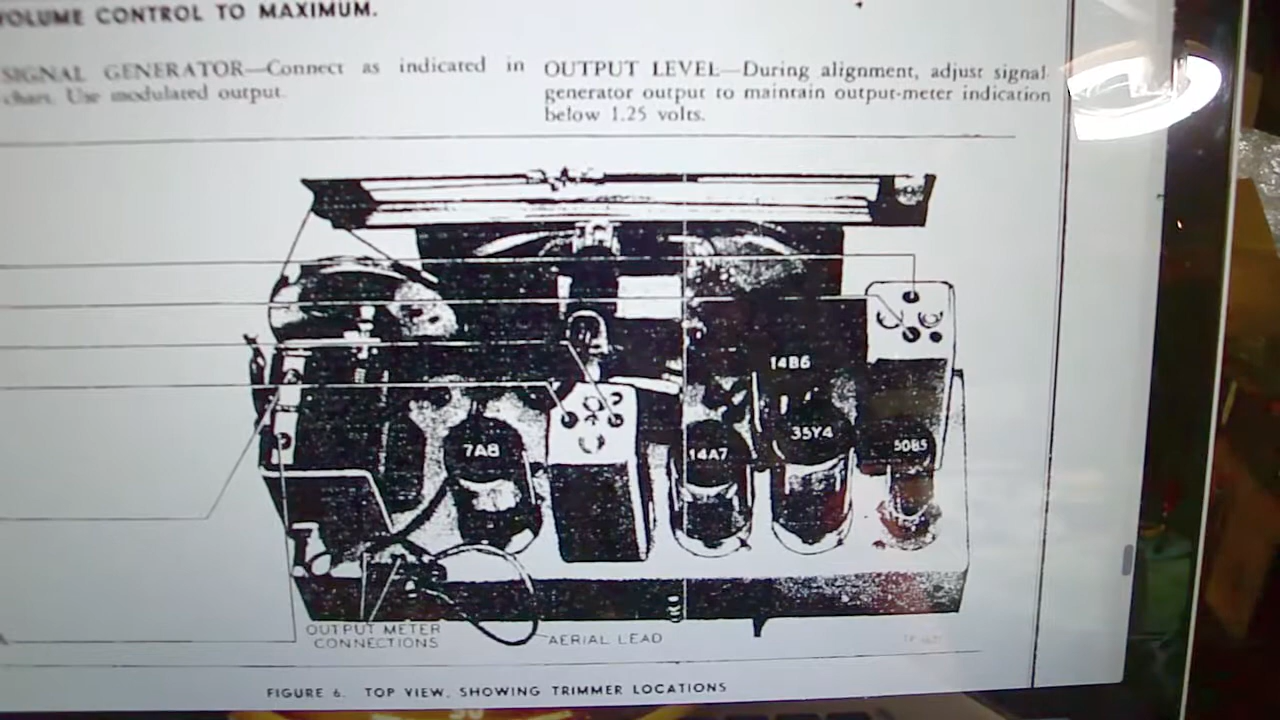 VOLUME CONTROL TO MAXIMUM.
SIGNAL GENERATOR—Connect as indicated in
chart. Use modulated output.
OUTPUT LEVEL—During alignment, adjust signal-
generator output to maintain output-meter indication
below 1.25 volts.
14B6
35Y4
50B5
7A8
14A7
OUTPUT METER
CONNECTIONS
AERIAL LEAD
FIGURE 6. TOP VIEW, SHOWING TRIMMER LOCATIONS